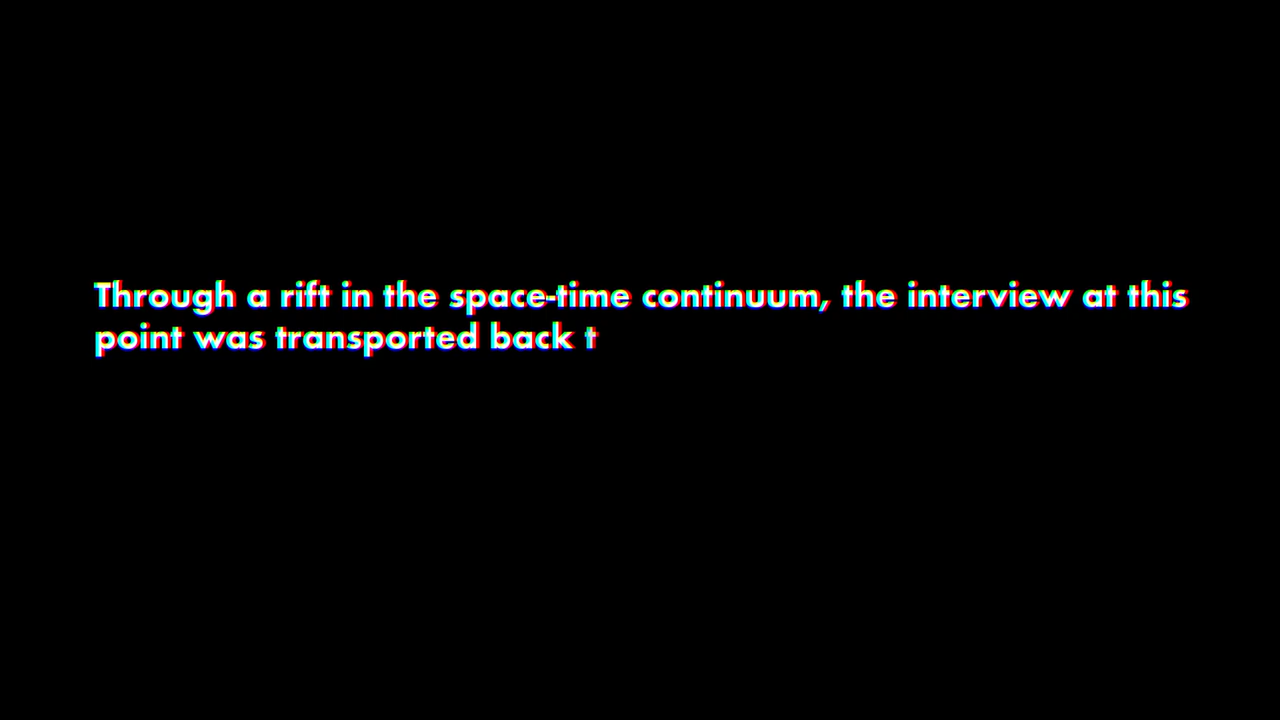 Through a rift in the space-time continuum, the interview at this
point was transported back t